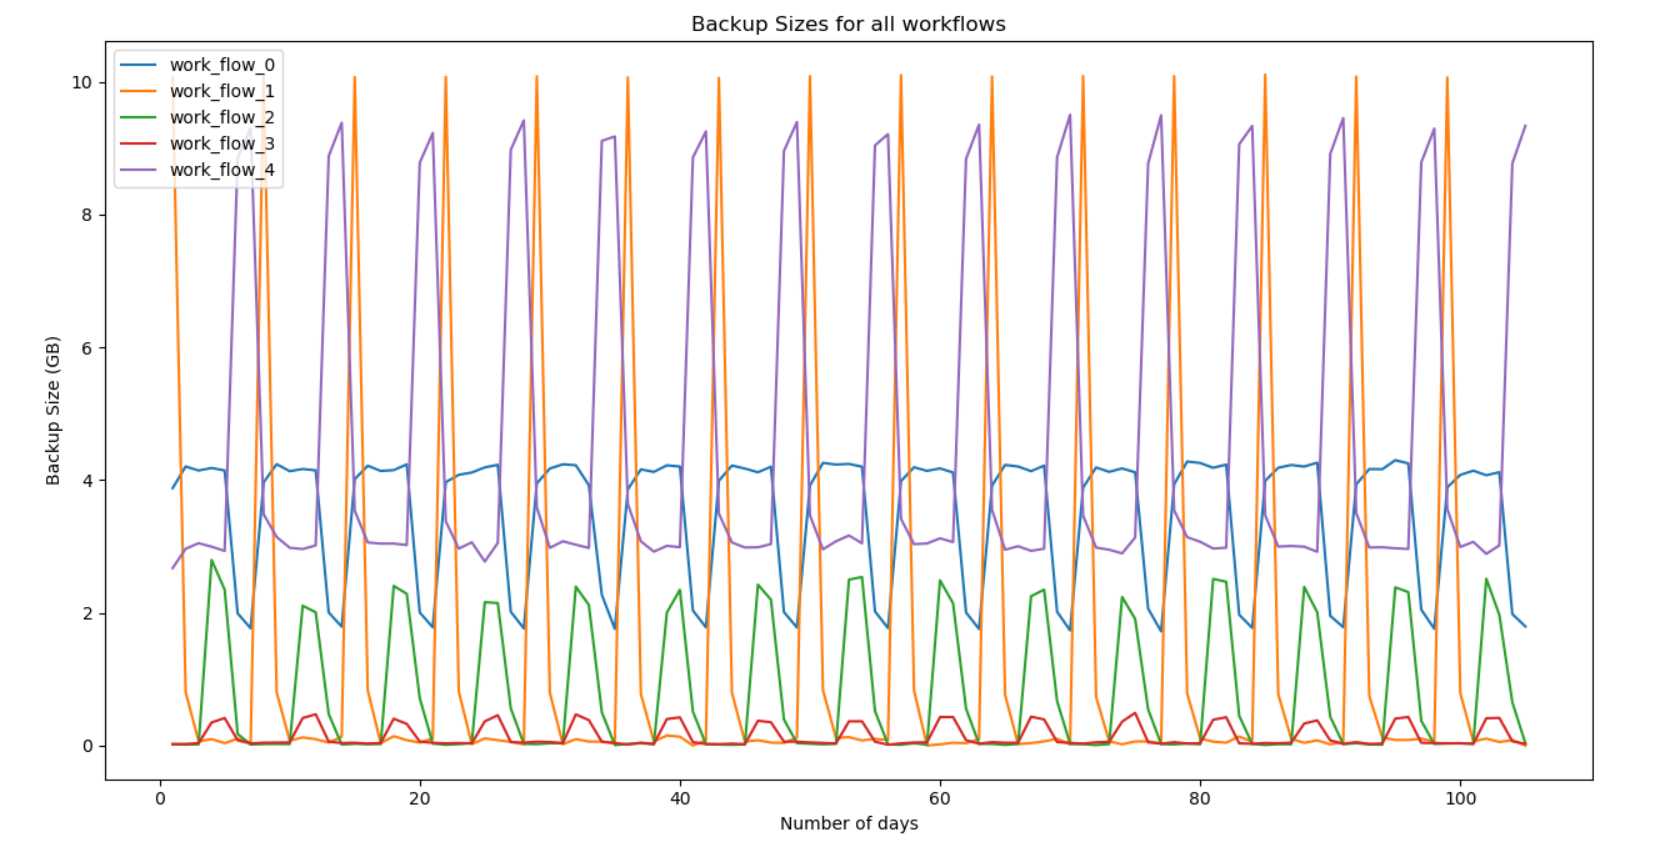 Backup Sizes for all workflows
work_flow_0
work_flow_1
work_flow_2
work_flow_3
work_flow_4
10
8
6
4
2
0
Backup Size (GB)
0 20 40 60 80 100
Number of days